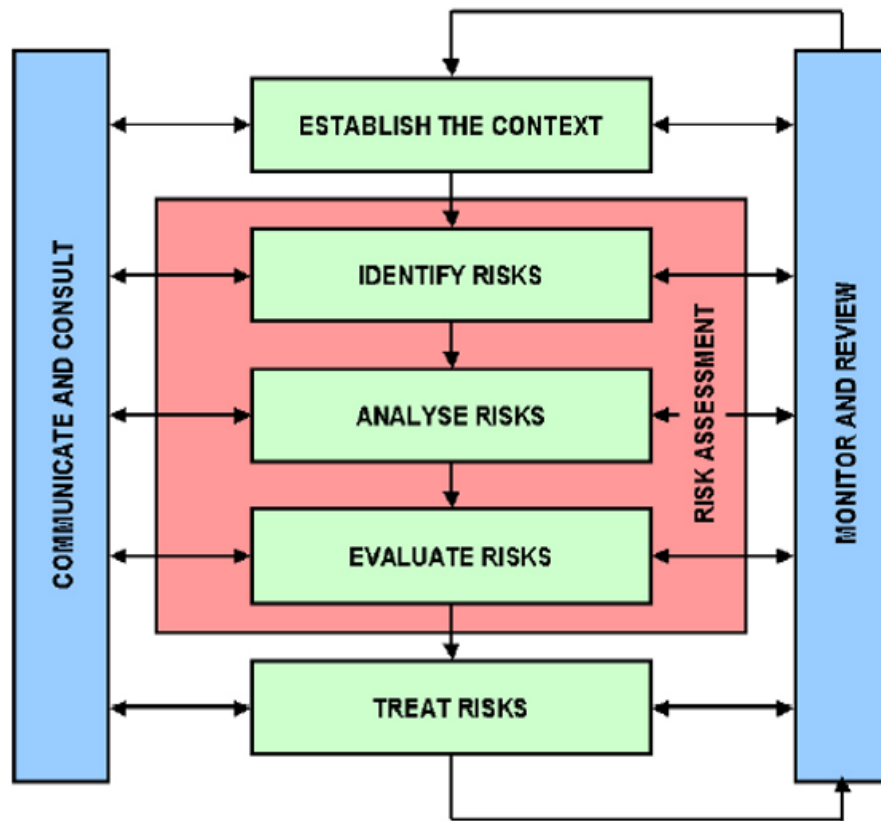 ESTABLISH THE CONTEXT
COMMUNICATE AND CONSULT
IDENTIFY RISKS
ANALYSE RISKS
EVALUATE RISKS
RISK ASSESSMENT
MONITOR AND REVIEW
TREAT RISKS